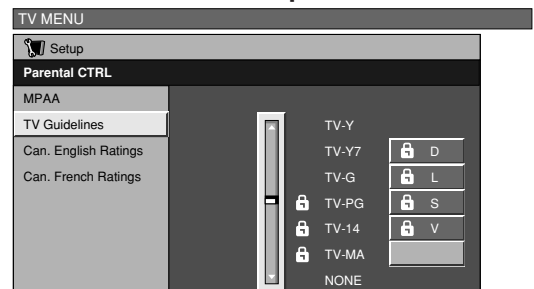 TV MENU
Setup
Parental CTRL
MPAA
TV Guidelines
TV-Y
Can. English Ratings
TV-Y7 D
Can. French Ratings
TV-G L
TV-PG S
TV-14 V
TV-MA
NONE